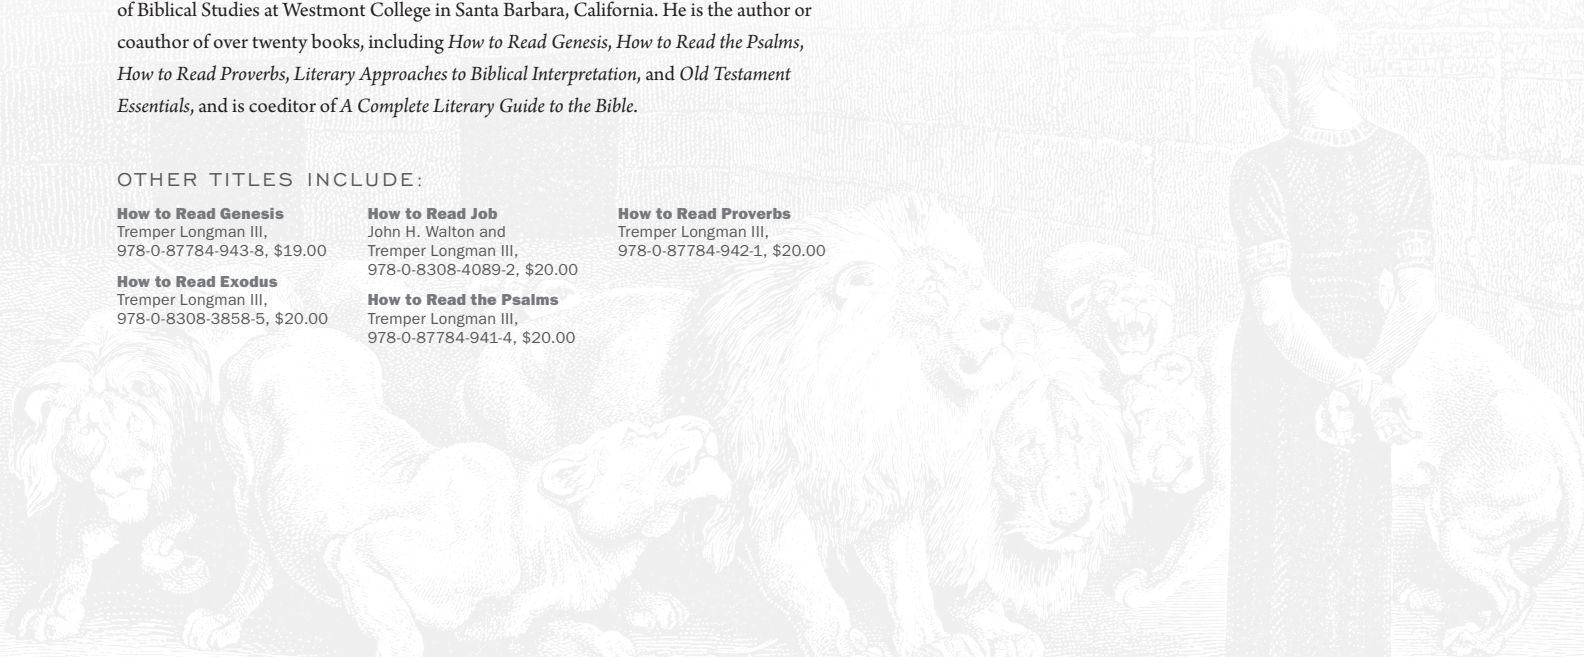 of Biblical Studies at Westmont College in Santa Barbara, California. He is the author or
coauthor of over twenty books, including How to Read Genesis, How to Read the Psalms,
How to Read Proverbs, Literary Approaches to Biblical Interpretation, and Old Testament
Essentials, and is coeditor of A Complete Literary Guide to the Bible.
OTHER TITLES INCLUDE:
How to Read Genesis
Tremper Longman III,
978-0-87784-943-8, $19.00
How to Read Exodus
Tremper Longman III,
978-0-8308-3858-5, $20.00
How to Read Job
John H. Walton and
Tremper Longman III,
978-0-8308-4089-2, $20.00
How to Read the Psalms
Tremper Longman III,
978-0-87784-941-4, $20.00
How to Read Proverbs
Tremper Longman III,
978-0-87784-942-1, $20.00